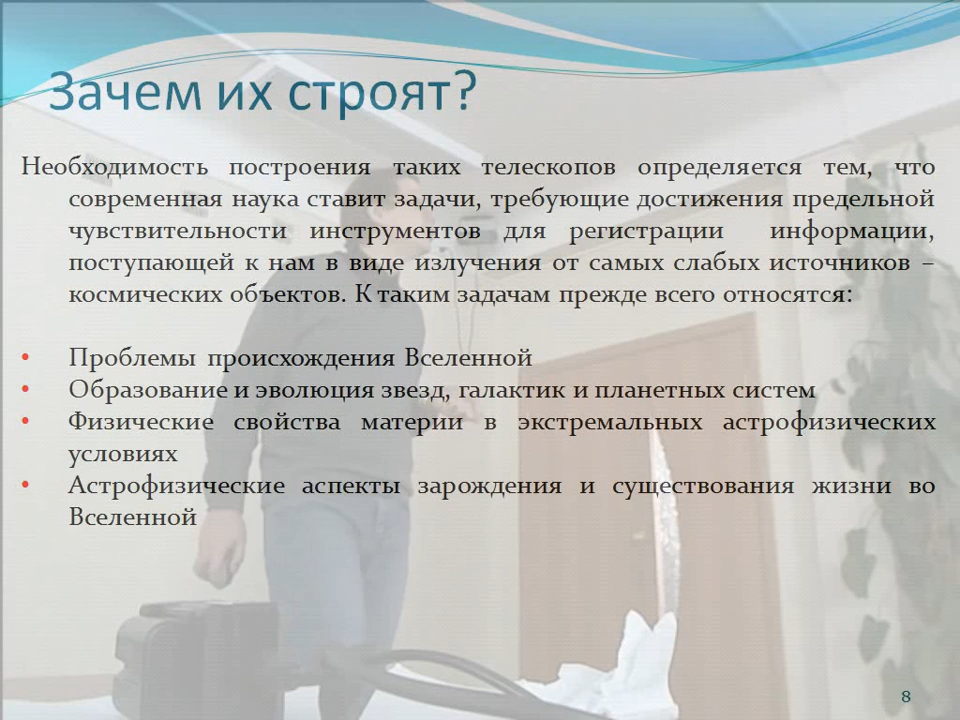 Зачем их строят?
Необходимость построения таких телескопов определяется тем, что
современная наука ставит задачи, требующие достижения предельной
чувствительности инструментов для регистрации информации,
поступающей к нам в виде излучения от самых слабых источников –
космических объектов. К таким задачам прежде всего относятся:
• Проблемы происхождения Вселенной
• Образование и эволюция звезд, галактик и планетных систем
• Физические свойства материи в экстремальных астрофизических
условиях
• Астрофизические аспекты зарождения и существования жизни во
Вселенной
8